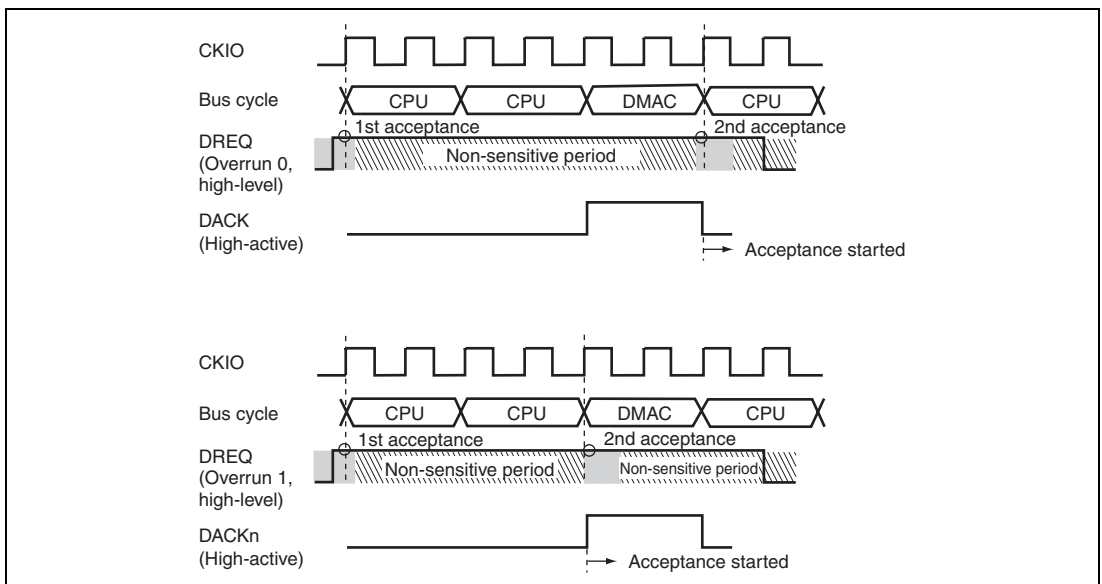 CKIO
Bus cycle CPU CPU DMAC CPU
1st acceptance 2nd acceptance
DREQ
(Overrun 0,
high-level)
Non-sensitive period
DACK
(High-active)
Acceptance started
CKIO
Bus cycle CPU CPU DMAC CPU
1st acceptance 2nd acceptance
DREQ
(Overrun 1,
high-level)
Non-sensitive period Non-sensitive period
DACKn
(High-active)
Acceptance started